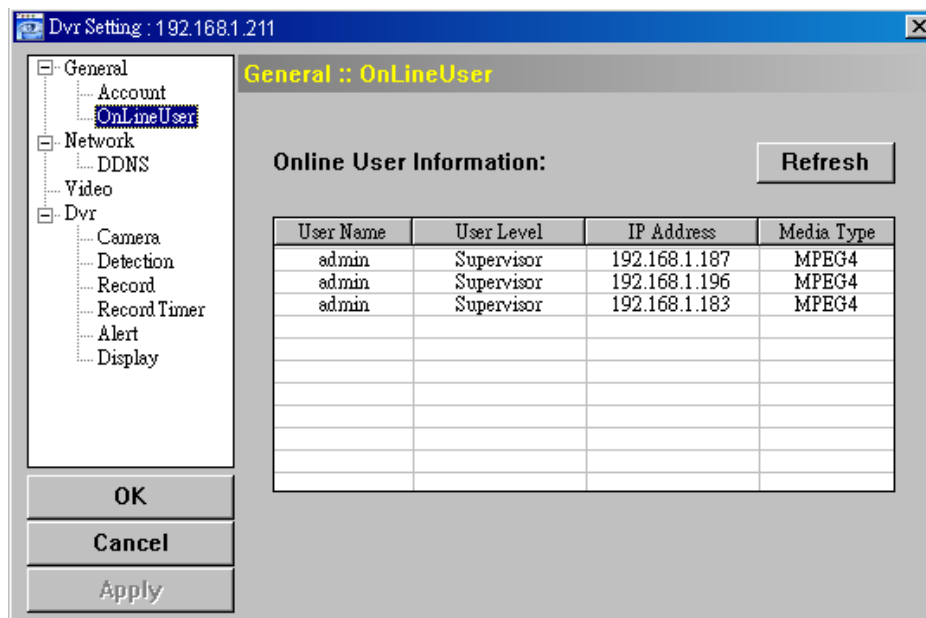 Dvr Setting : 192.168.1.211
General
Account
OnLineUser
Network
DDNS
Video
Dvr
Camera
Detection
Record
Record Timer
Alert
Display
OK
Cancel
Apply
General :: OnLineUser
Online User Information:
Refresh
User Name User Level IP Address Media Type
admin Supervisor 192.168.1.187 MPEG4
admin Supervisor 192.168.1.196 MPEG4
admin Supervisor 192.168.1.183 MPEG4